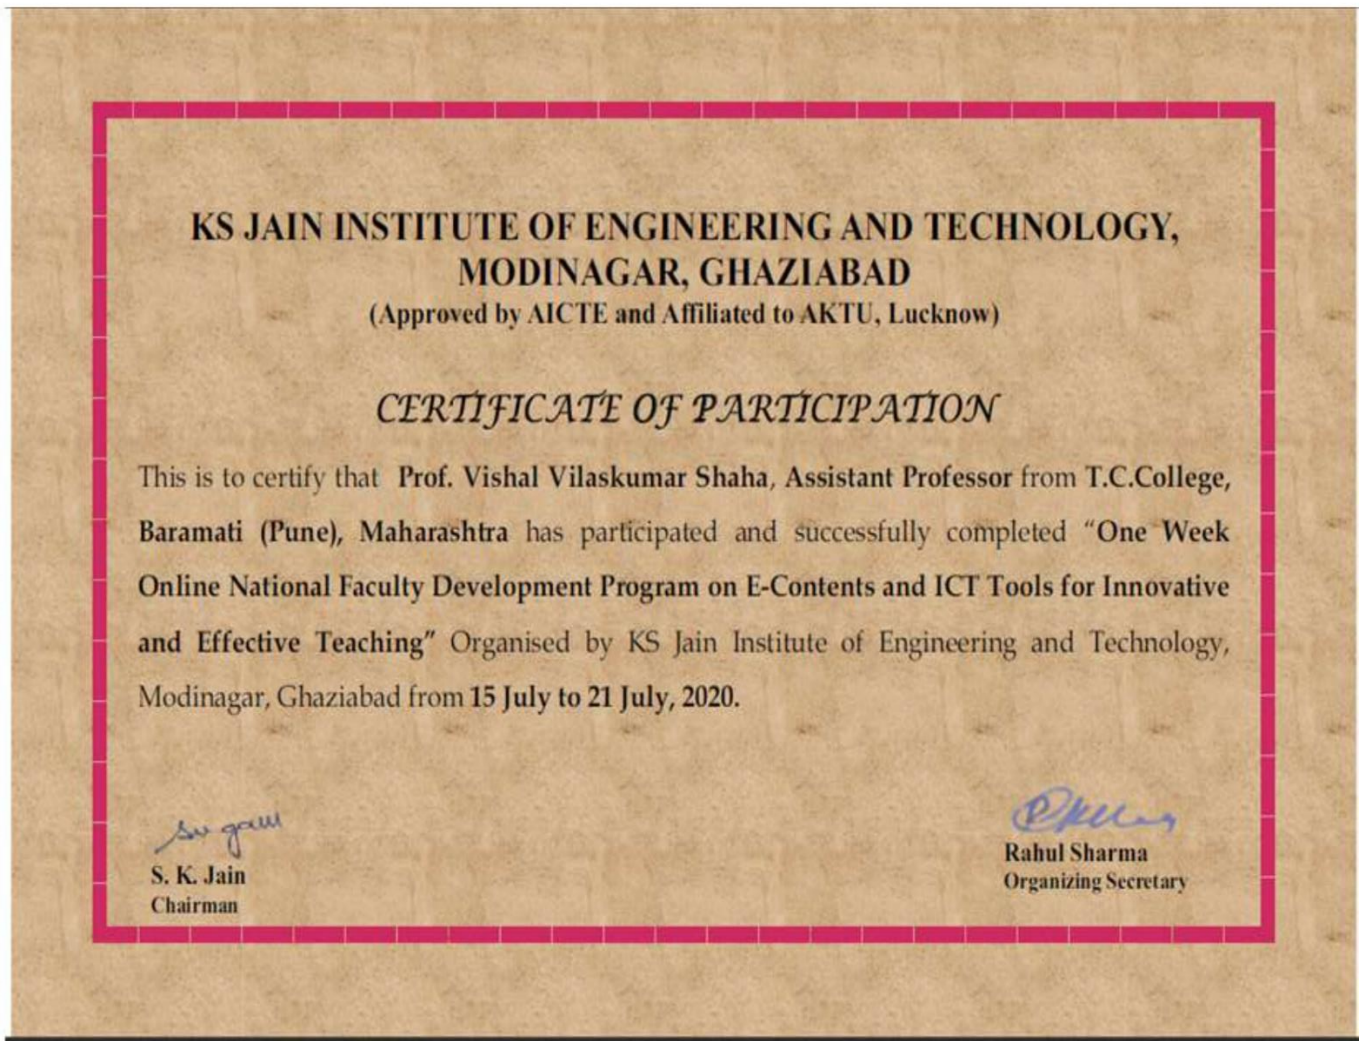 KS JAIN INSTITUTE OF ENGINEERING AND TECHNOLOGY,
MODINAGAR, GHAZIABAD
(Approved by AICTE and Affiliated to AKTU, Lucknow)
CERTIFICATE OF PARTICIPATION
This is to certify that Prof. Vishal Vilaskumar Shaha, Assistant Professor from T.C.College,
Baramati (Pune), Maharashtra has participated and successfully completed “One Week
Online National Faculty Development Program on E-Contents and ICT Tools for Innovative
and Effective Teaching” Organised by KS Jain Institute of Engineering and Technology,
Modinagar, Ghaziabad from 15 July to 21 July, 2020.
S. K. Jain
Chairman
Rahul Sharma
Organizing Secretary